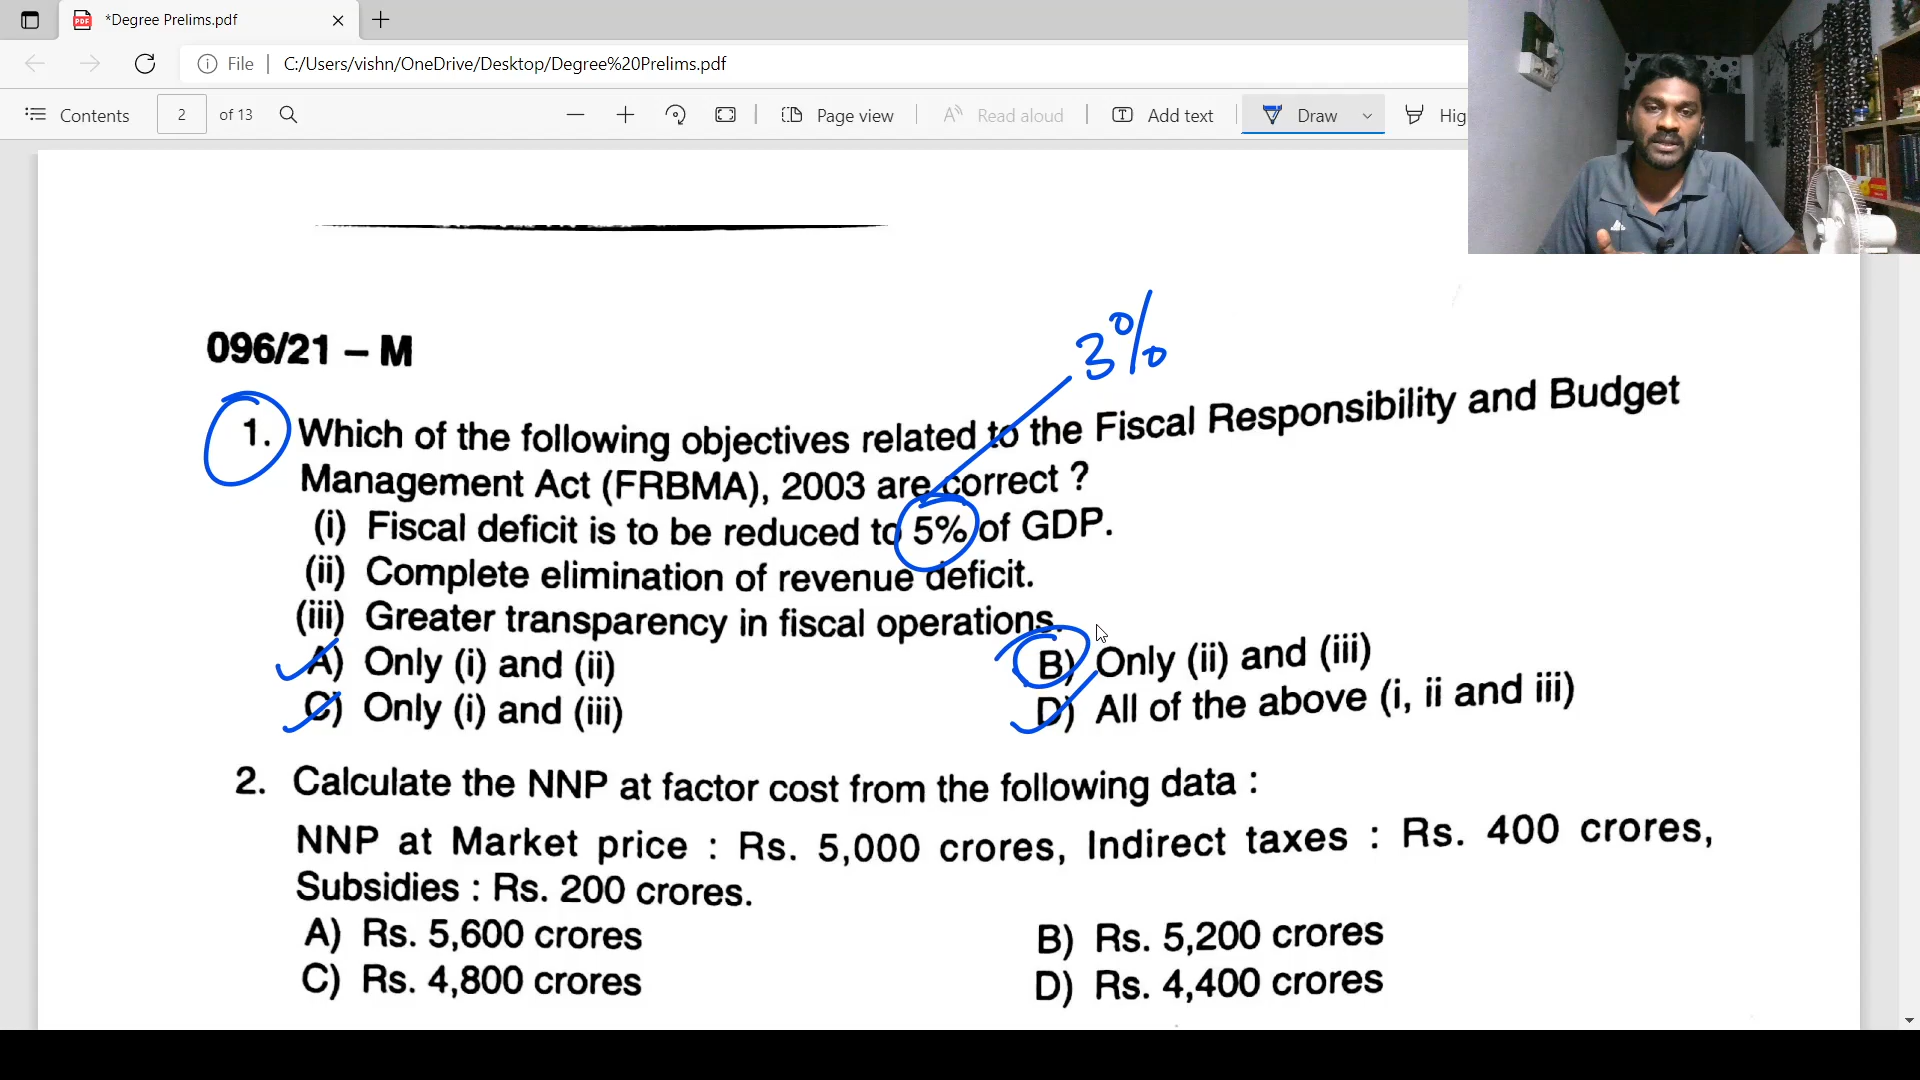 *Degree Prelims.pdf
File C:/Users/vishn/OneDrive/Desktop/Degree%20Prelims.pdf
Contents 2 of 13 Page view Read aloud Add text Draw Hig
3%
096/21 – M
1. Which of the following objectives related to the Fiscal Responsibility and Budget
Management Act (FRBMA), 2003 are correct ?
(i) Fiscal deficit is to be reduced to 5% of GDP.
(ii) Complete elimination of revenue deficit.
(iii) Greater transparency in fiscal operations.
A) Only (i) and (ii) B) Only (ii) and (iii)
C) Only (i) and (iii) D) All of the above (i, ii and iii)
2. Calculate the NNP at factor cost from the following data :
NNP at Market price : Rs. 5,000 crores, Indirect taxes : Rs. 400 crores,
Subsidies : Rs. 200 crores.
A) Rs. 5,600 crores B) Rs. 5,200 crores
C) Rs. 4,800 crores D) Rs. 4,400 crores